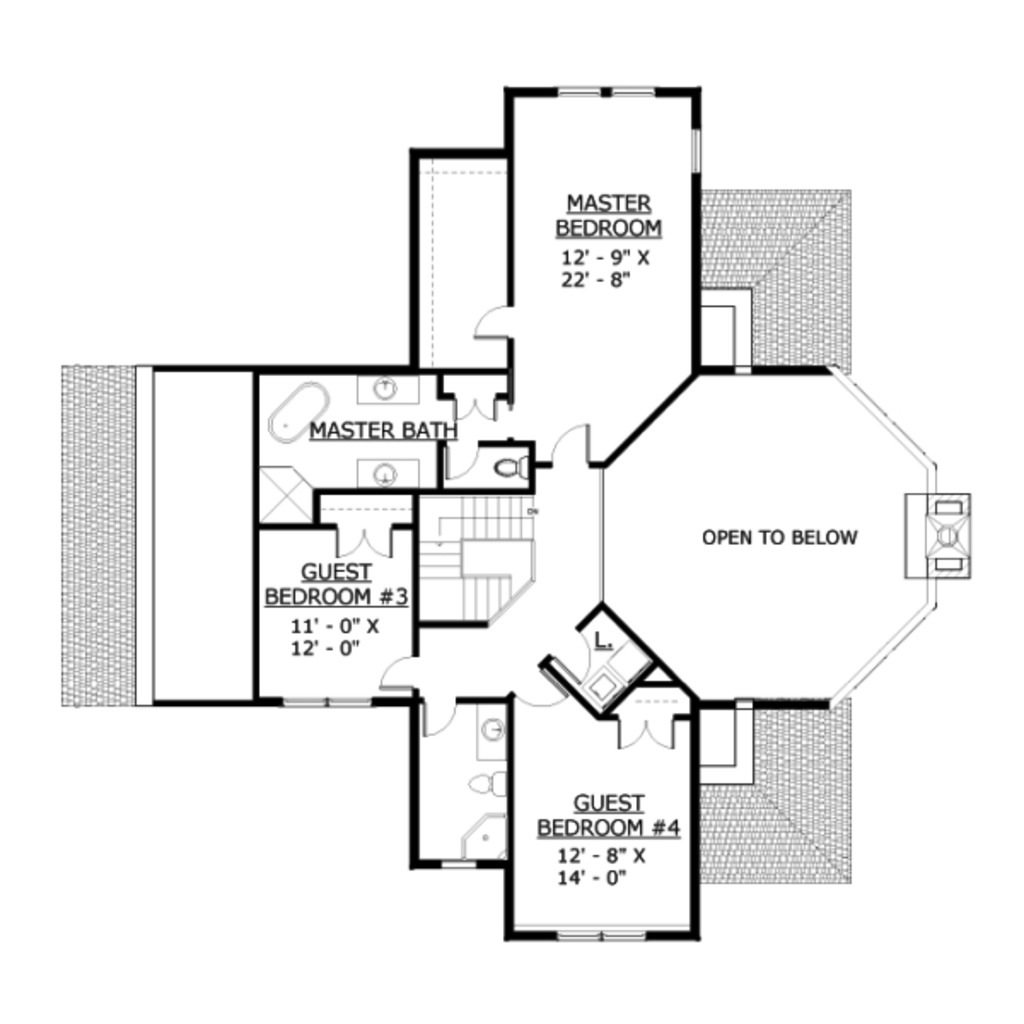 MASTER
BEDROOM
12' - 9" X
22' - 8"
MASTER BATH
DN
OPEN TO BELOW
GUEST
BEDROOM #3
11' - 0" X
12' - 0"
L.
GUEST
BEDROOM #4
12' - 8" X
14' - 0"